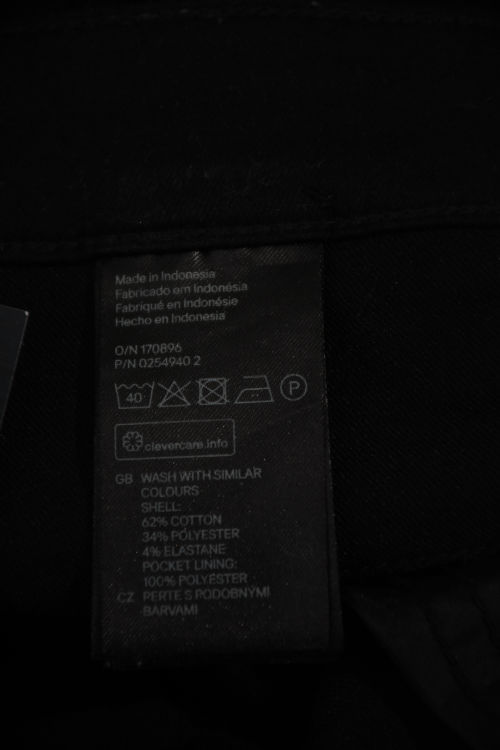 Made in Indonesia
Fabricado em Indonésia
Fabriqué en Indonésie
Hecho en Indonesia
O/N 170896
P/N 0254940 2
40 P
clevercare.info
GB WASH WITH SIMILAR
COLOURS
SHELL:
62% COTTON
34% POLYESTER
4% ELASTANE
POCKET LINING:
100% POLYESTER
CZ PERTE S PODOBNÝMI
BARVAMI